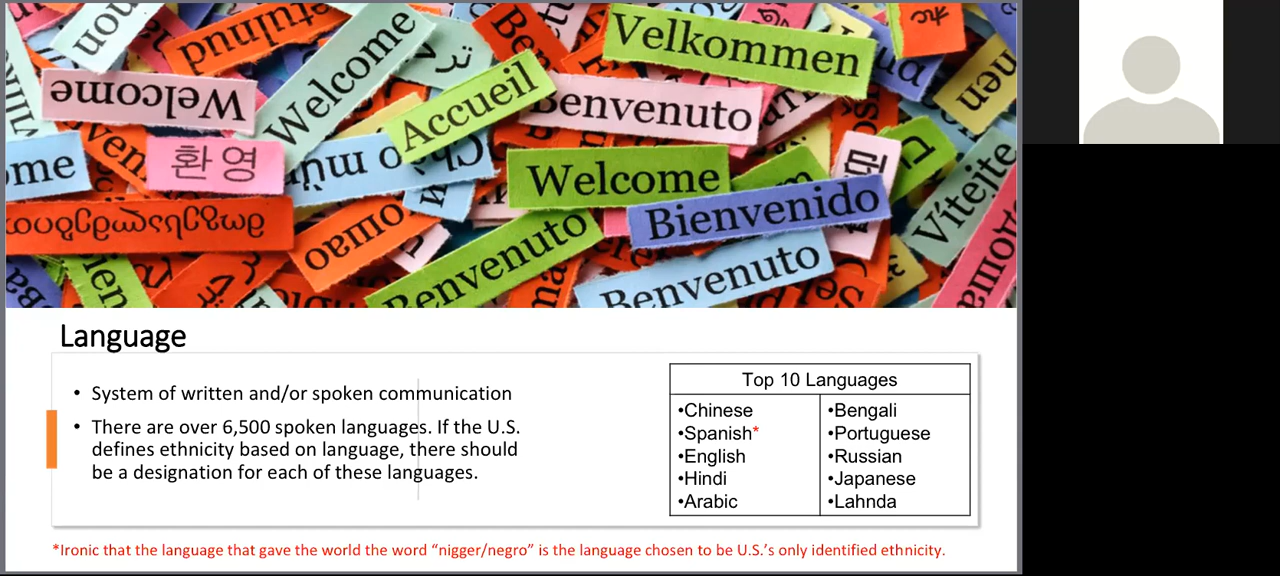 Welcome
Welcome
Velkommen
Accueil
Benvenuto
환영
ome
Welcome
Bienvenido
Vítejte
Benvenuto
Benvenuto
Language
• System of written and/or spoken communication
• There are over 6,500 spoken languages. If the U.S.
defines ethnicity based on language, there should
be a designation for each of these languages.
Top 10 Languages
•Chinese
•Spanish*
•English
•Hindi
•Arabic
•Bengali
•Portuguese
•Russian
•Japanese
•Lahnda
*Ironic that the language that gave the world the word “nigger/negro” is the language chosen to be U.S.’s only identified ethnicity.